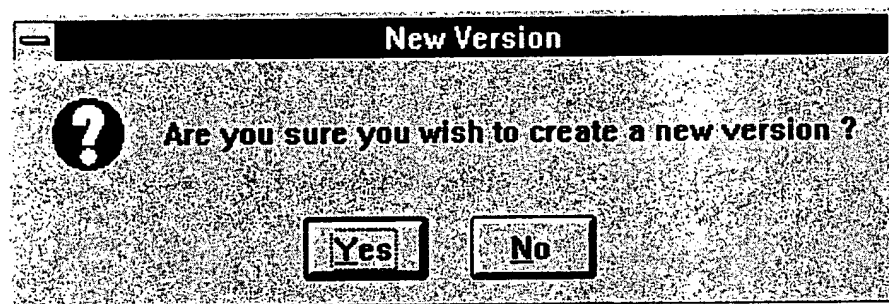 New Version
?
Are you sure you wish to create a new version ?
Yes No